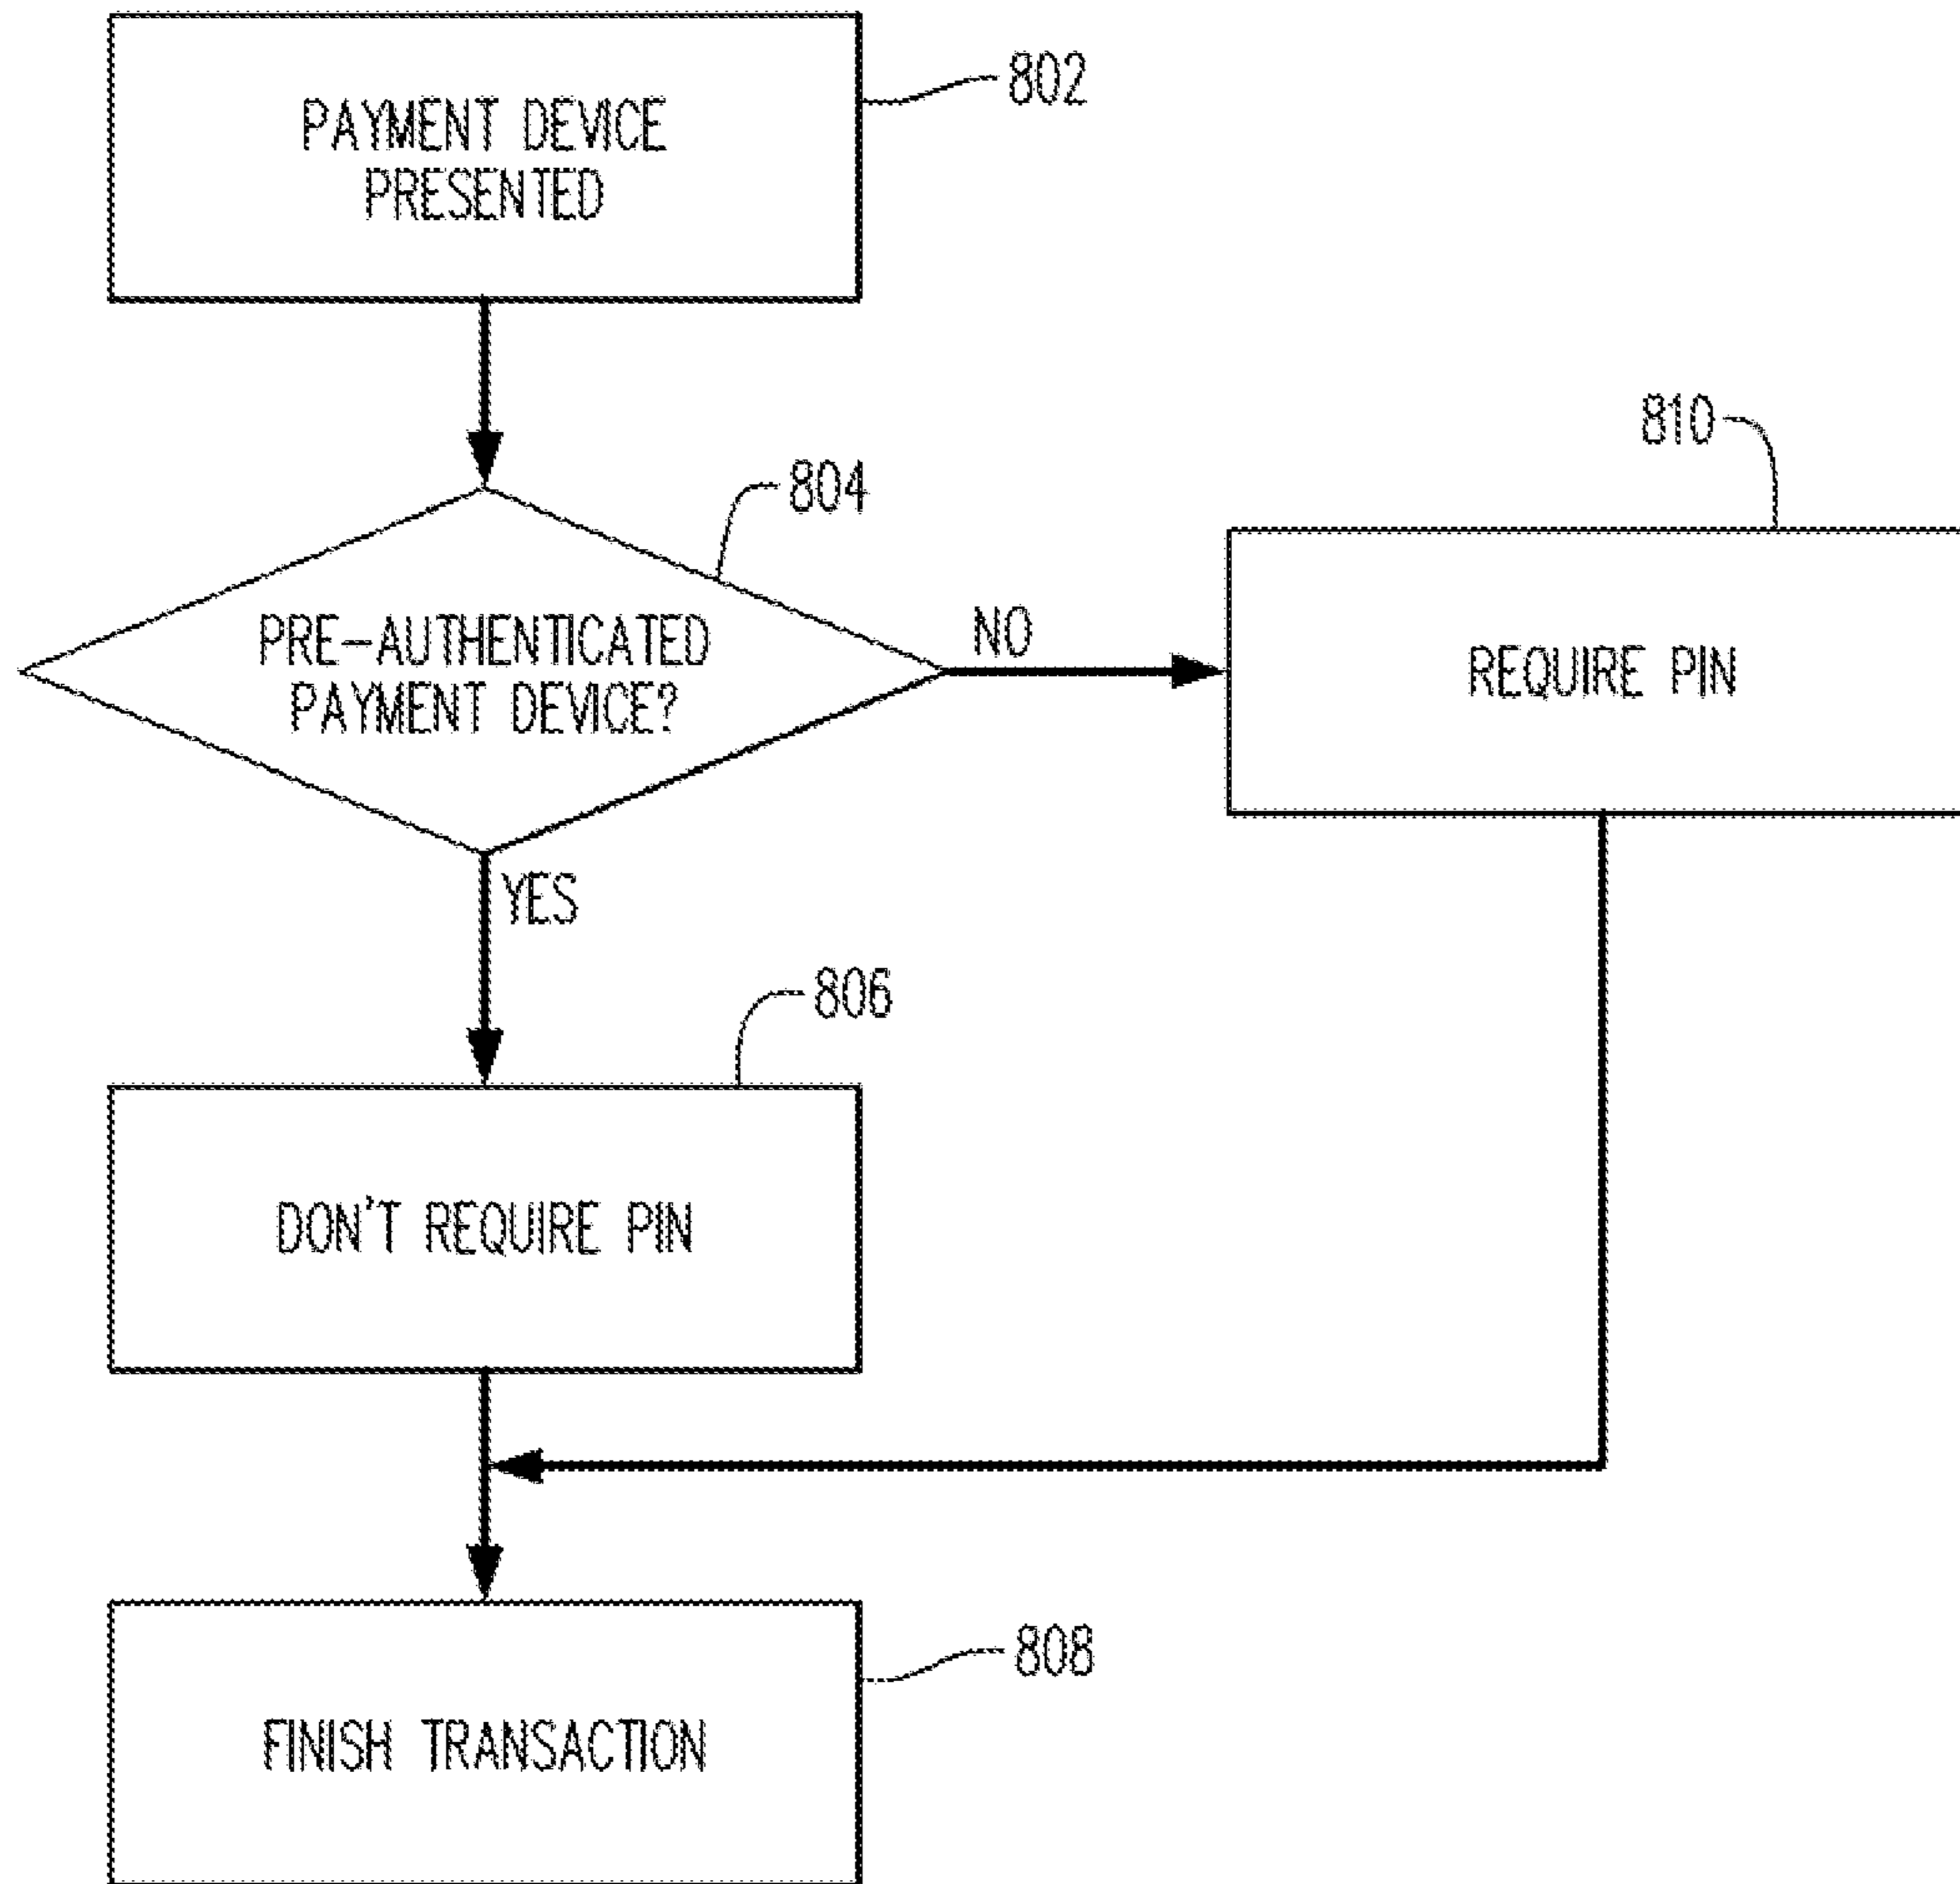 PAYMENT DEVICE
PRESENTED
802
804
PRE-AUTHENTICATED
PAYMENT DEVICE?
NO
810
REQUIRE PIN
YES
806
DON'T REQUIRE PIN
808
FINISH TRANSACTION